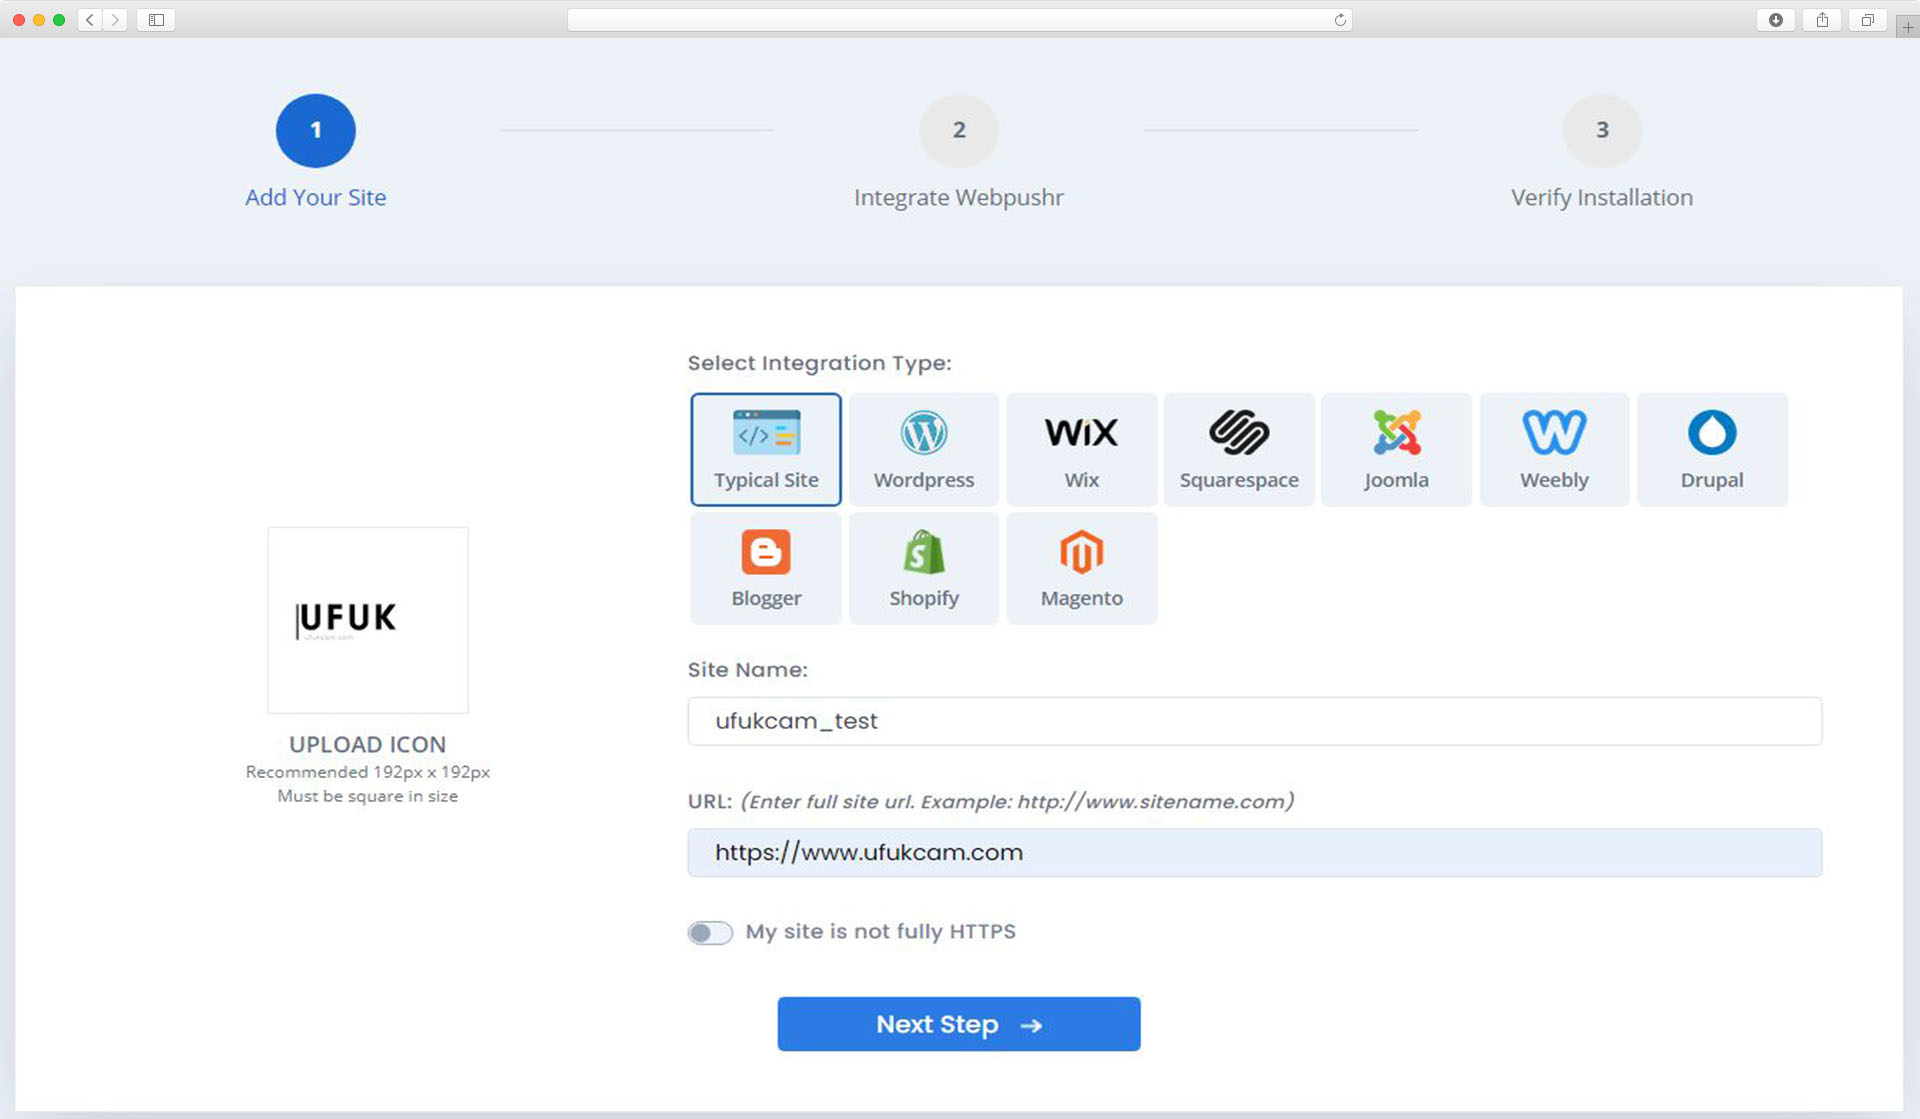 1
2
3
Add Your Site
Integrate Webpushr
Verify Installation
Select Integration Type:
</>
Typical Site
Wordpress
WiX
Wix
Squarespace
Joomla
Weebly
Drupal
Blogger
Shopify
Magento
UFUK
ufukcam.com
UPLOAD ICON
Recommended 192px x 192px
Must be square in size
Site Name:
ufukcam_test
URL: (Enter full site url. Example: http://www.sitename.com)
https://www.ufukcam.com
My site is not fully HTTPS
Next Step →